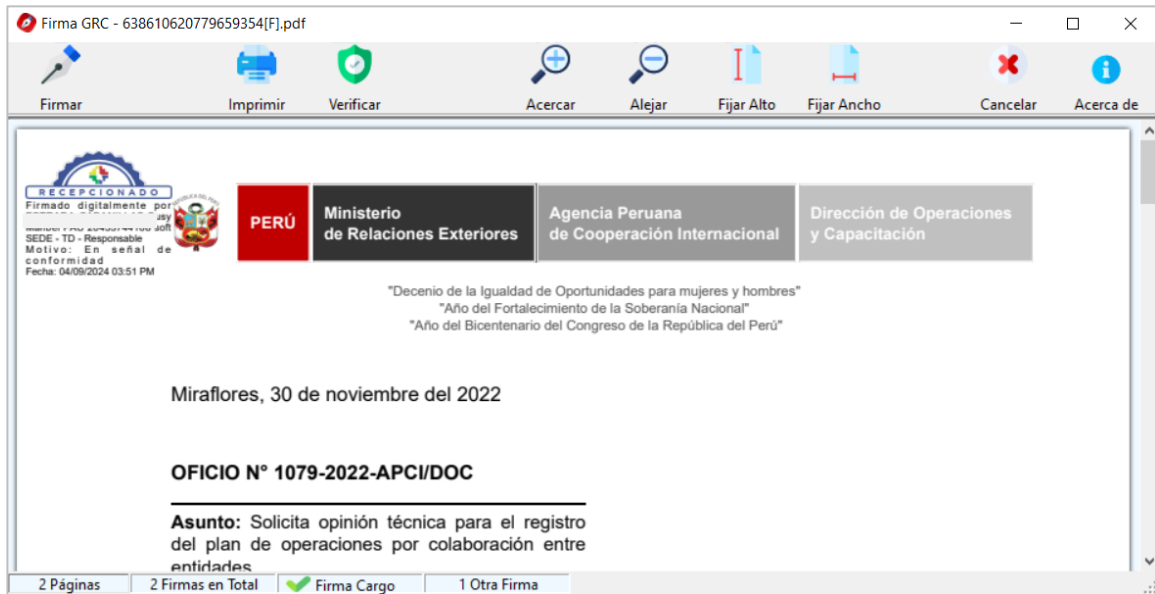 Firma GRC - 638610620779659354[F].pdf
Firmar
Imprimir
Verificar
Acercar
Alejar
Fijar Alto
Fijar Ancho
Cancelar
Acerca de
RECEPCIONADO
Firmado digitalmente por
SEDE - TD - Responsable
Motivo: En señal de
conformidad
Fecha: 04/09/2024 03:51 PM
REPUBLICA DEL PERU
PERÚ
Ministerio
de Relaciones Exteriores
Agencia Peruana
de Cooperación Internacional
Dirección de Operaciones
y Capacitación
"Decenio de la Igualdad de Oportunidades para mujeres y hombres"
"Año del Fortalecimiento de la Soberanía Nacional"
"Año del Bicentenario del Congreso de la República del Perú"
Miraflores, 30 de noviembre del 2022
OFICIO N° 1079-2022-APCI/DOC
Asunto: Solicita opinión técnica para el registro
del plan de operaciones por colaboración entre
entidades
2 Páginas
2 Firmas en Total
Firma Cargo
1 Otra Firma